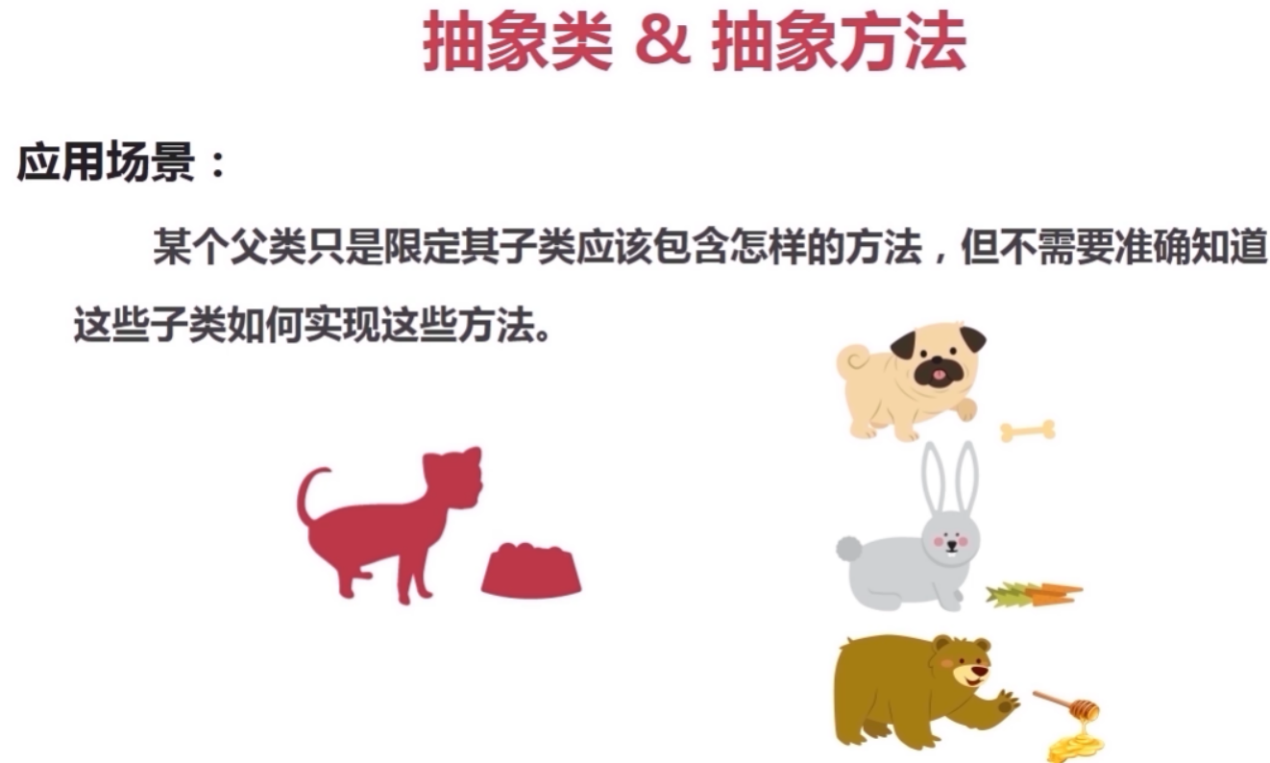 抽象类 & 抽象方法
应用场景：
某个父类只是限定其子类应该包含怎样的方法，但不需要准确知道
这些子类如何实现这些方法。